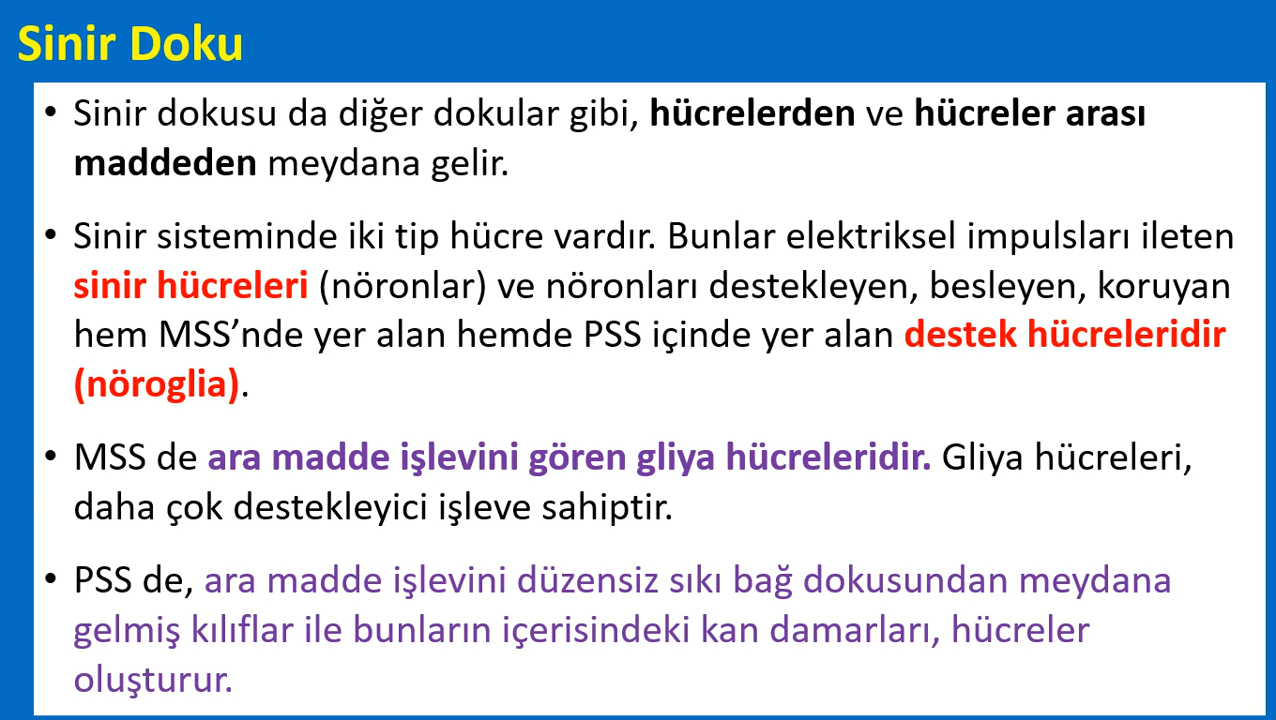 Sinir Doku
• Sinir dokusu da diğer dokular gibi, hücrelerden ve hücreler arası
maddeden meydana gelir.
• Sinir sisteminde iki tip hücre vardır. Bunlar elektriksel impulsları ileten
sinir hücreleri (nöronlar) ve nöronları destekleyen, besleyen, koruyan
hem MSS’nde yer alan hemde PSS içinde yer alan destek hücreleridir
(nöroglia).
• MSS de ara madde işlevini gören gliya hücreleridir. Gliya hücreleri,
daha çok destekleyici işleve sahiptir.
• PSS de, ara madde işlevini düzensiz sıkı bağ dokusundan meydana
gelmiş kılıflar ile bunların içerisindeki kan damarları, hücreler
oluşturur.